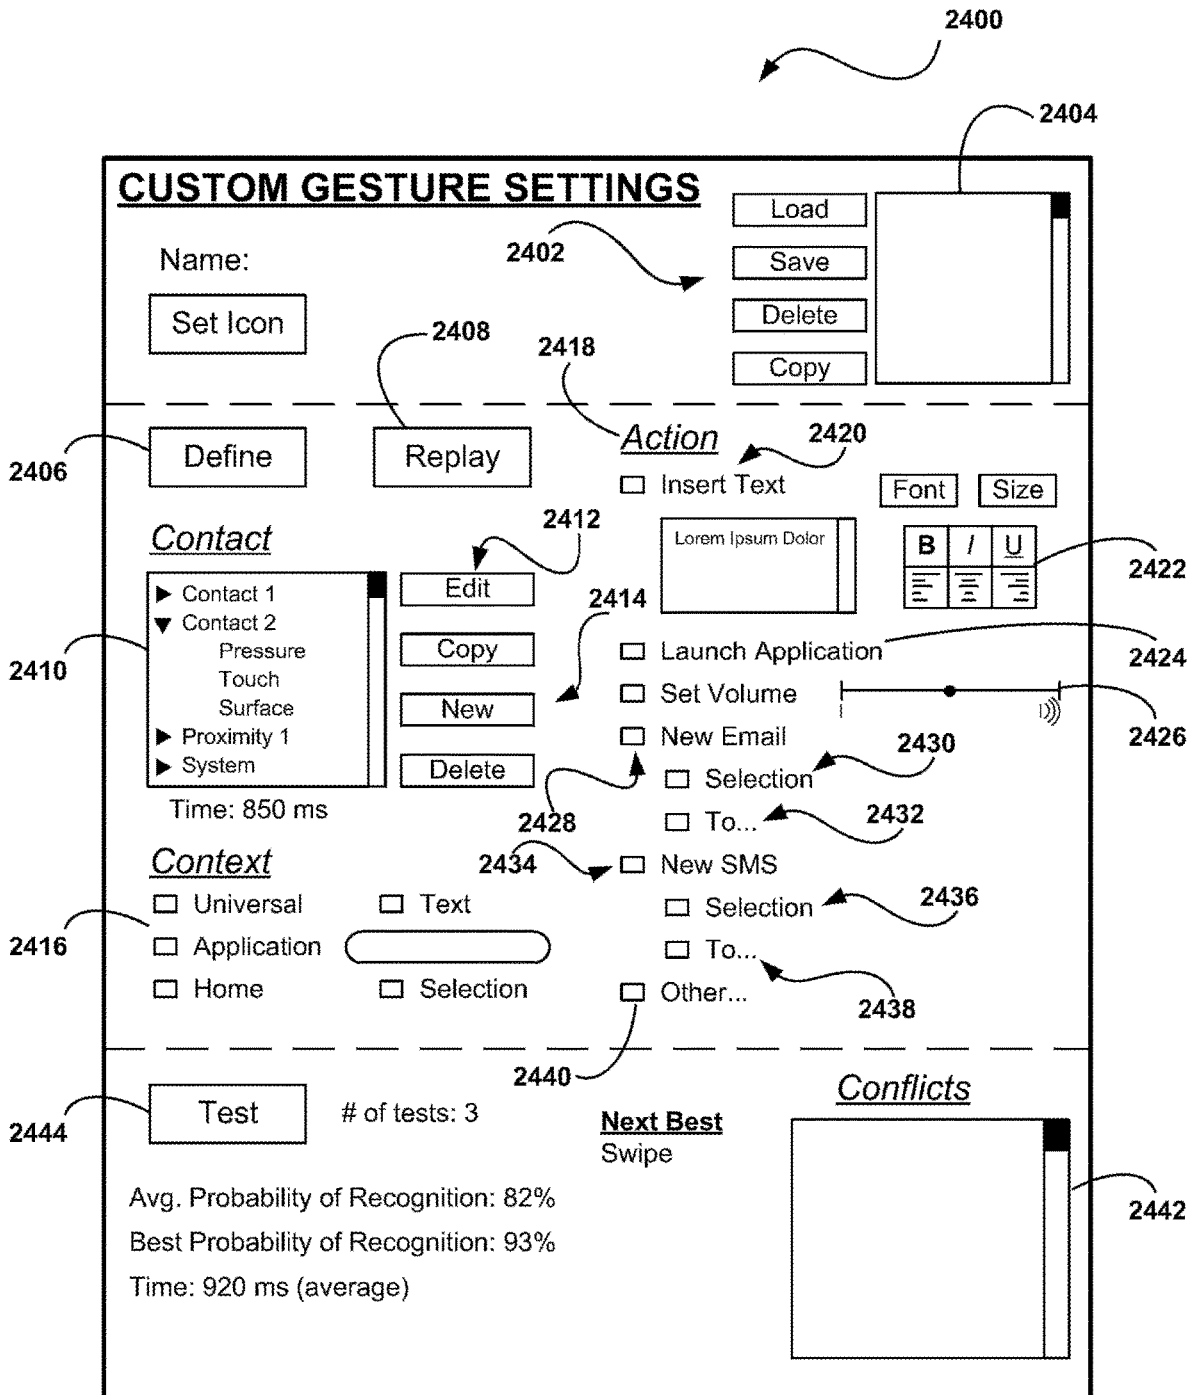 2400
2404
CUSTOM GESTURE SETTINGS
Load
2402
Name:
Save
Set Icon
Delete
2408
2418
Copy
Action
2420
2406
Define
Replay
Insert Text
Font
Size
2412
Contact
Lorem Ipsum Dolor
B I U
2422
Contact 1
Edit
2414
Contact 2
Pressure
Copy
Launch Application
2424
2410
Touch
Set Volume
Surface
New
2426
Proximity 1
New Email
2430
System
Delete
Selection
Time: 850 ms
2428
To...
2432
2434
Context
New SMS
Universal
Text
Selection
2436
2416
Application
To...
Home
Selection
Other...
2438
2440
Conflicts
Test
# of tests: 3
2444
Next Best
Swipe
Avg. Probability of Recognition: 82%
2442
Best Probability of Recognition: 93%
Time: 920 ms (average)